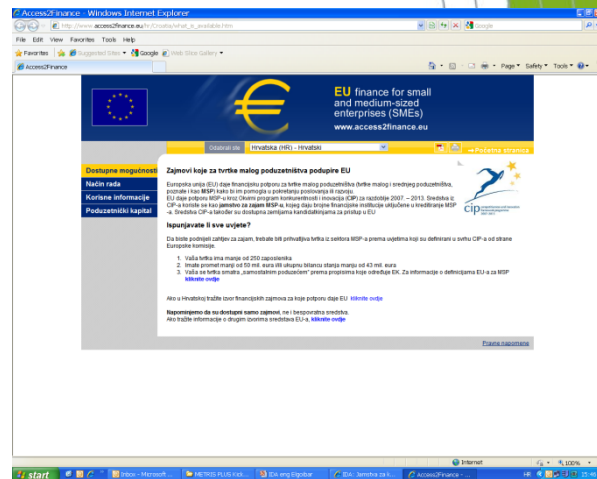 Access2Finance - Windows Internet Explorer
http://www.access2finance.eu/hr/Croatia/what_is_available.htm
Google
File Edit View Favorites Tools Help
Favorites Suggested Sites Google Web Slice Gallery
Access2Finance
Page Safety Tools
EU finance for small
and medium-sized
enterprises (SMEs)
www.access2finance.eu
Odabrali ste Hrvatska (HR) - Hrvatski
Početna stranica
Dostupne mogućnosti
Način rada
Korisne informacije
Poduzetnički kapital
Zajmovi koje za tvrtke malog poduzetništva podupire EU
Europska unija (EU) daje financijsku potporu za tvrtke malog poduzetništva (tvrtke malog i srednjeg poduzetništva,
poznate i kao MSP) kako bi im pomogla u pokretanju poslovanja ili razvoju.
EU daje potporu MSP-u kroz Okvirni program konkurentnosti i inovacija (CIP) za razdoblje 2007. – 2013. Sredstva iz
CIP-a koriste se kao jamstvo za zajam MSP-a, kojeg daju brojne financijske institucije uključene u kreditiranje MSP
-a. Sredstva CIP-a također su dostupna zemljama kandidatkinjama za pristup u EU
cip
Ispunjavate li sve uvjete?
Da biste podnijeli zahtjev za zajam, trebate biti prihvatljiva tvrtka iz sektora MSP-a prema uvjetima koji su definirani u svrhu CIP-a od strane
Europske komisije.
1. Vaša tvrtka ima manje od 250 zaposlenika
2. Imate promet manji od 50 mil. eura ili ukupnu bilancu stanja manju od 43 mil. eura
3. Vaša se tvrtka smatra „samostalnim poduzećem” prema propisima koje određuje EK. Za informacije o definicijama EU-a za MSP
kliknite ovdje
Ako u Hrvatskoj tražite izvor financijskih zajmova za koje potporu daje EU kliknite ovdje
Napominjemo da su dostupni samo zajmovi, ne i bespovratna sredstva.
Ako tražite informacije o drugim izvorima sredstava EU-a, kliknite ovdje
Pravne napomene
Internet 100%
start Inbox - Microsoft ... METRIS PLUS Kick... IDA eng Elgoibar IDA: Jamstva za k... Access2Finance - ... HR 15:46